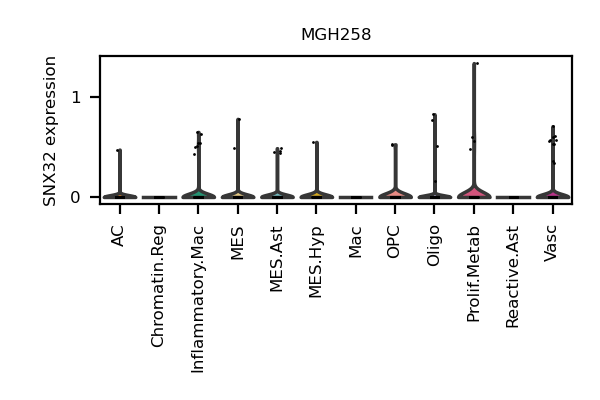 MGH258
SNX32 expression
1
0
AC
Chromatin.Reg
Inflammatory.Mac
MES
MES.Ast
MES.Hyp
Mac
OPC
Oligo
Prolif.Metab
Reactive.Ast
Vasc